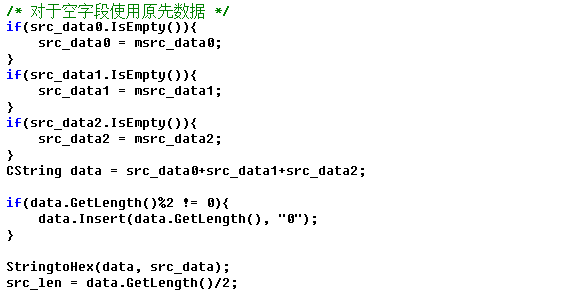 /* 对于空字段使用原先数据 */
if(src_data0.IsEmpty()){
    src_data0 = msrc_data0;
}
if(src_data1.IsEmpty()){
    src_data1 = msrc_data1;
}
if(src_data2.IsEmpty()){
    src_data2 = msrc_data2;
}
CString data = src_data0+src_data1+src_data2;

if(data.GetLength()%2 != 0){
    data.Insert(data.GetLength(), "0");
}

StringtoHex(data, src_data);
src_len = data.GetLength()/2;